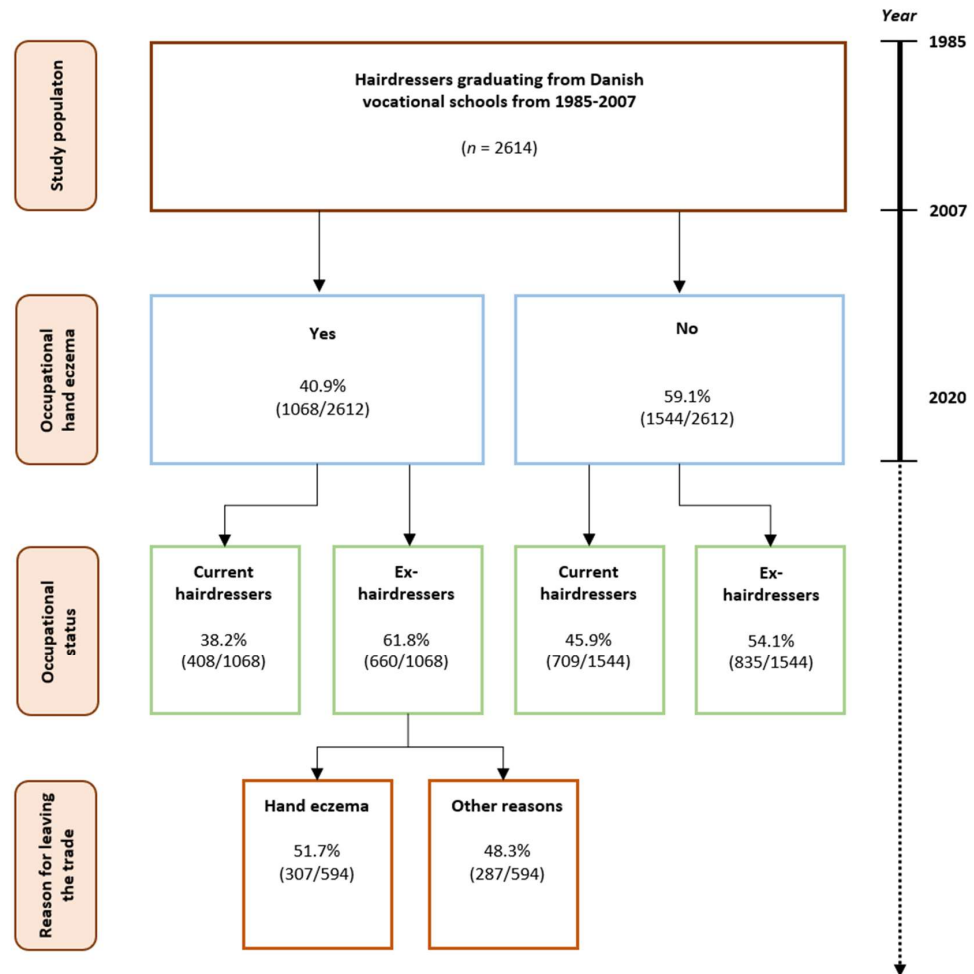 Year
1985
Study populaton
Hairdressers graduating from Danish
vocational schools from 1985-2007
(n = 2614)
2007
Occupational
hand eczema
Yes
40.9%
(1068/2612)
No
59.1%
(1544/2612)
2020
Occupational
status
Current
hairdressers
38.2%
(408/1068)
Ex-
hairdressers
61.8%
(660/1068)
Current
hairdressers
45.9%
(709/1544)
Ex-
hairdressers
54.1%
(835/1544)
Reason for leaving
the trade
Hand eczema
51.7%
(307/594)
Other reasons
48.3%
(287/594)